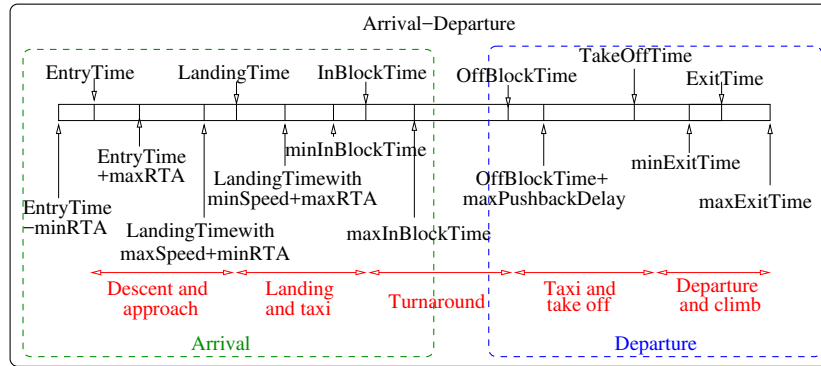 Arrival−Departure
EntryTime
LandingTime
InBlockTime
OffBlockTime
TakeOffTime
ExitTime
EntryTime
−minRTA
EntryTime
+maxRTA
LandingTimewith
maxSpeed+minRTA
LandingTimewith
minSpeed+maxRTA
minInBlockTime
maxInBlockTime
OffBlockTime+
maxPushbackDelay
minExitTime
maxExitTime
Descent and
approach
Landing
and taxi
Turnaround
Taxi and
take off
Departure
and climb
Arrival
Departure